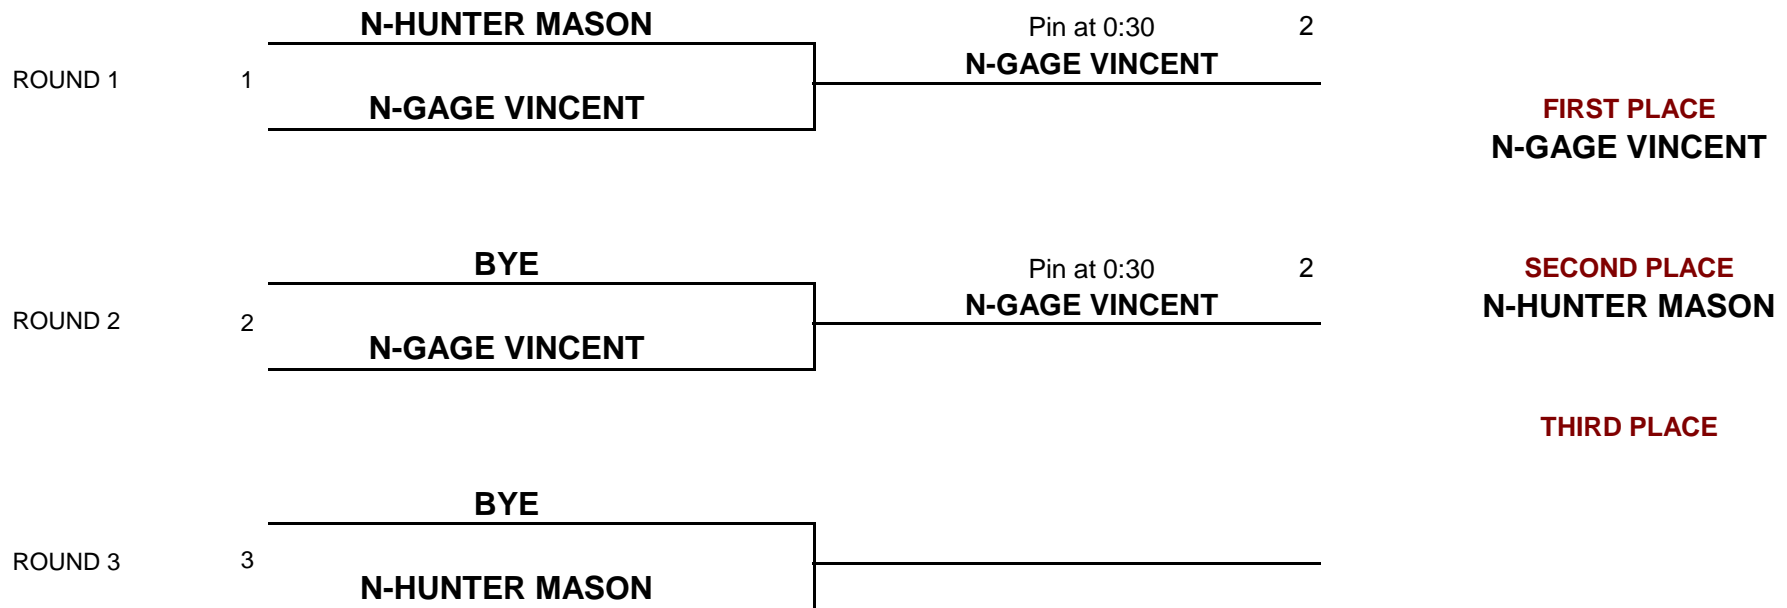 N-HUNTER MASON
Pin at 0:30 2
N-GAGE VINCENT
ROUND 1 1
N-GAGE VINCENT
FIRST PLACE
N-GAGE VINCENT
BYE
Pin at 0:30 2
SECOND PLACE
N-GAGE VINCENT
N-HUNTER MASON
ROUND 2 2
N-GAGE VINCENT
THIRD PLACE
BYE
ROUND 3 3
N-HUNTER MASON